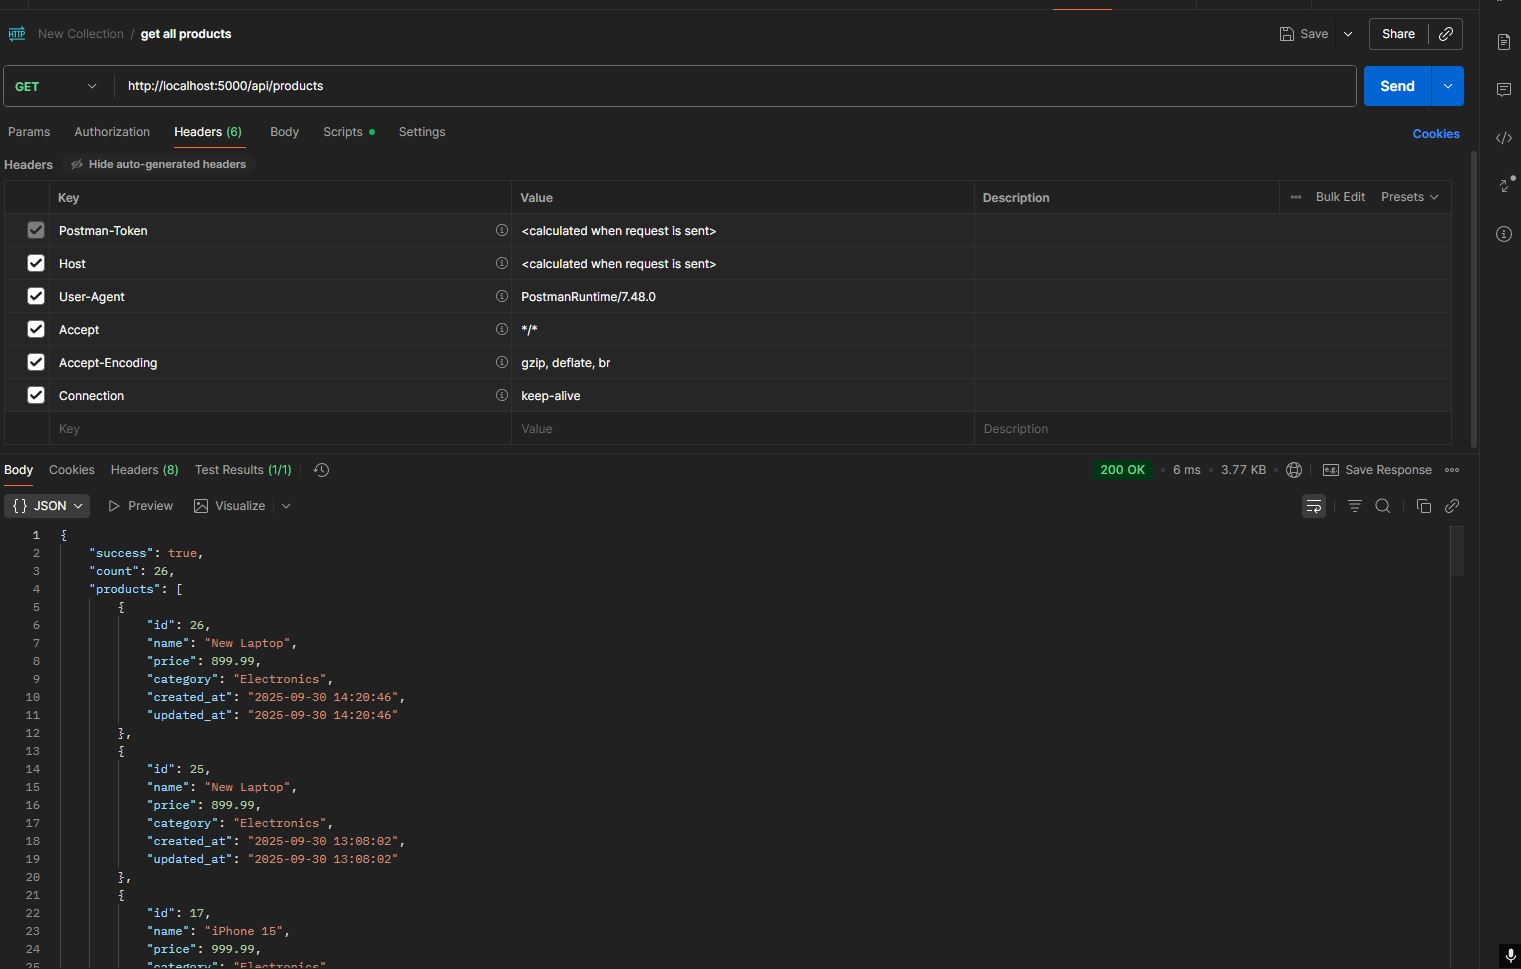 HTTP New Collection / get all products Save Share
GET http://localhost:5000/api/products Send
Params Authorization Headers (6) Body Scripts Settings Cookies
Headers Hide auto-generated headers
Key Value Description Bulk Edit Presets
Postman-Token <calculated when request is sent>
Host <calculated when request is sent>
User-Agent PostmanRuntime/7.48.0
Accept */*
Accept-Encoding gzip, deflate, br
Connection keep-alive
Key Value Description
Body Cookies Headers (8) Test Results (1/1) 200 OK • 6 ms • 3.77 KB • e.g. Save Response
{} JSON Preview Visualize
1 {
2 "success": true,
3 "count": 26,
4 "products": [
5 {
6 "id": 26,
7 "name": "New Laptop",
8 "price": 899.99,
9 "category": "Electronics",
10 "created_at": "2025-09-30 14:20:46",
11 "updated_at": "2025-09-30 14:20:46"
12 },
13 {
14 "id": 25,
15 "name": "New Laptop",
16 "price": 899.99,
17 "category": "Electronics",
18 "created_at": "2025-09-30 13:08:02",
19 "updated_at": "2025-09-30 13:08:02"
20 },
21 {
22 "id": 17,
23 "name": "iPhone 15",
24 "price": 999.99,
25 "category": "Electronics"